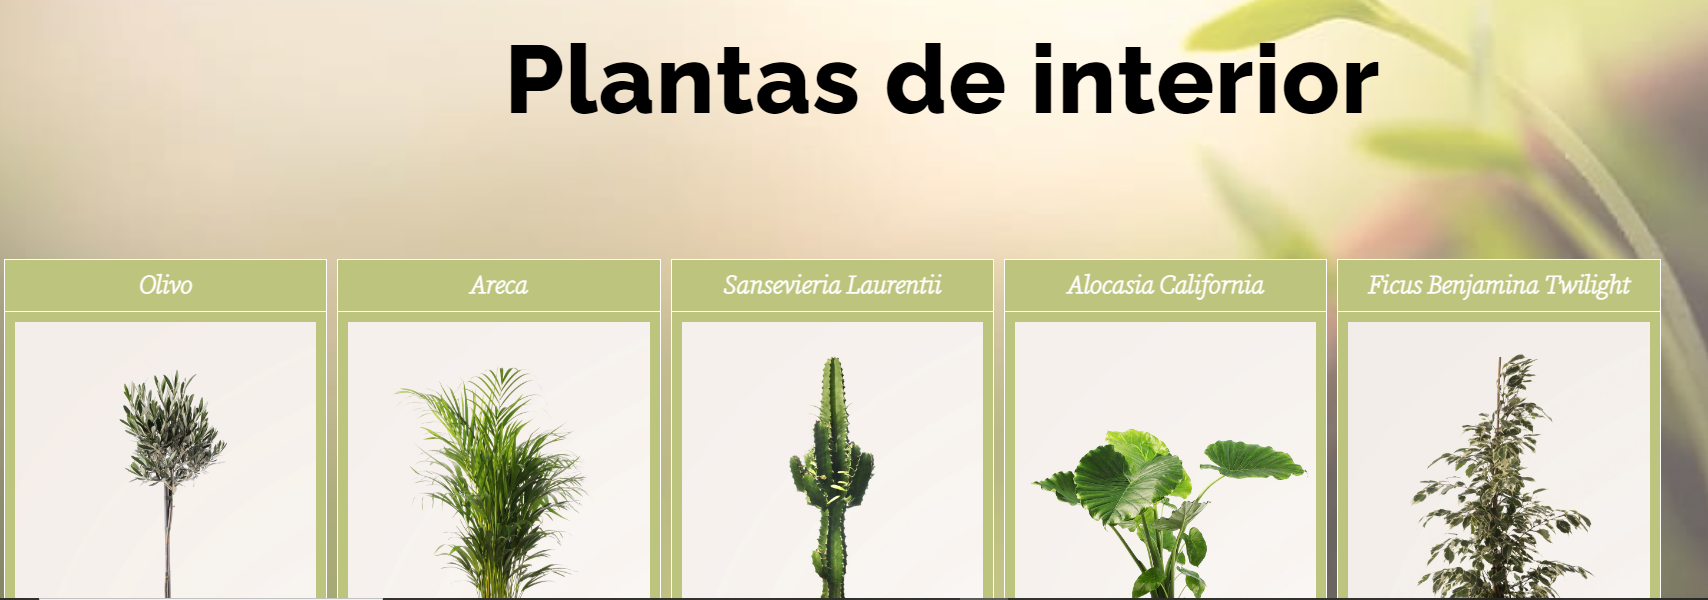 Plantas de interior
Olivo
Areca
Sansevieria Laurentii
Alocasia California
Ficus Benjamina Twilight